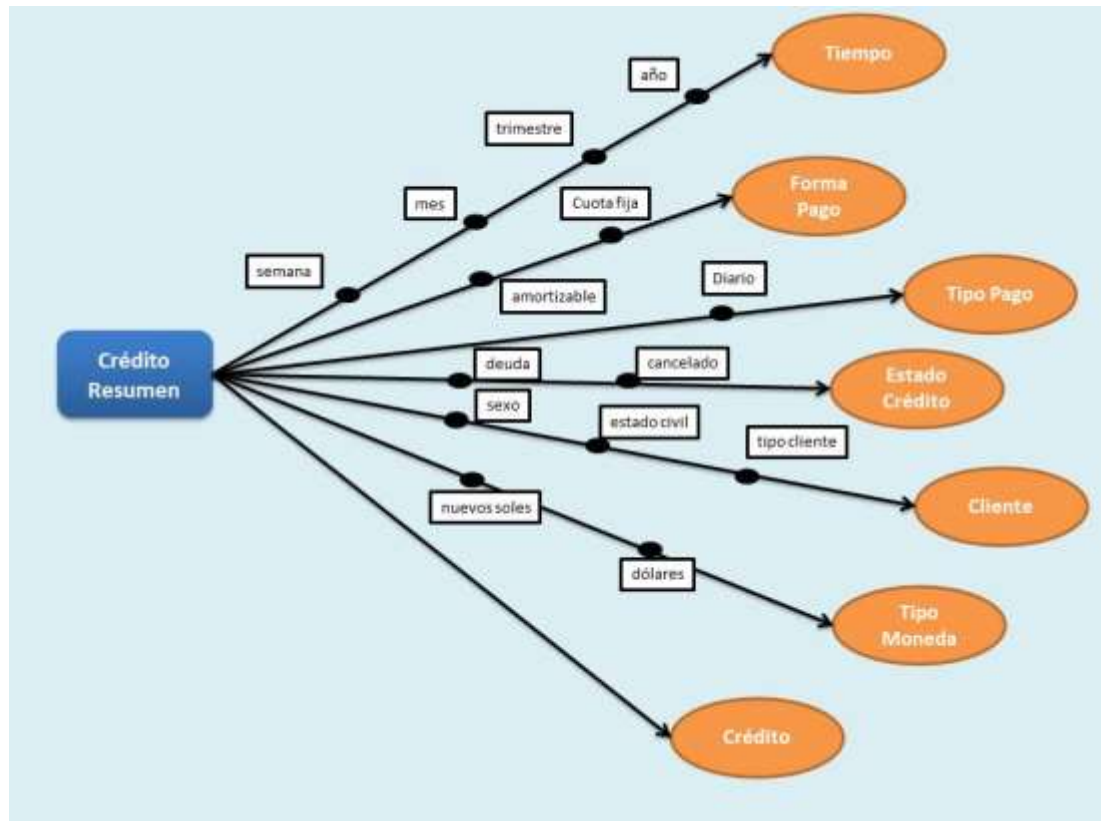 Tiempo
año
trimestre
mes
semana
Forma
Pago
Cuota fija
amortizable
Tipo Pago
Diario
Crédito
Resumen
Estado
Crédito
deuda
cancelado
sexo
estado civil
tipo cliente
Cliente
nuevos soles
dólares
Tipo
Moneda
Crédito